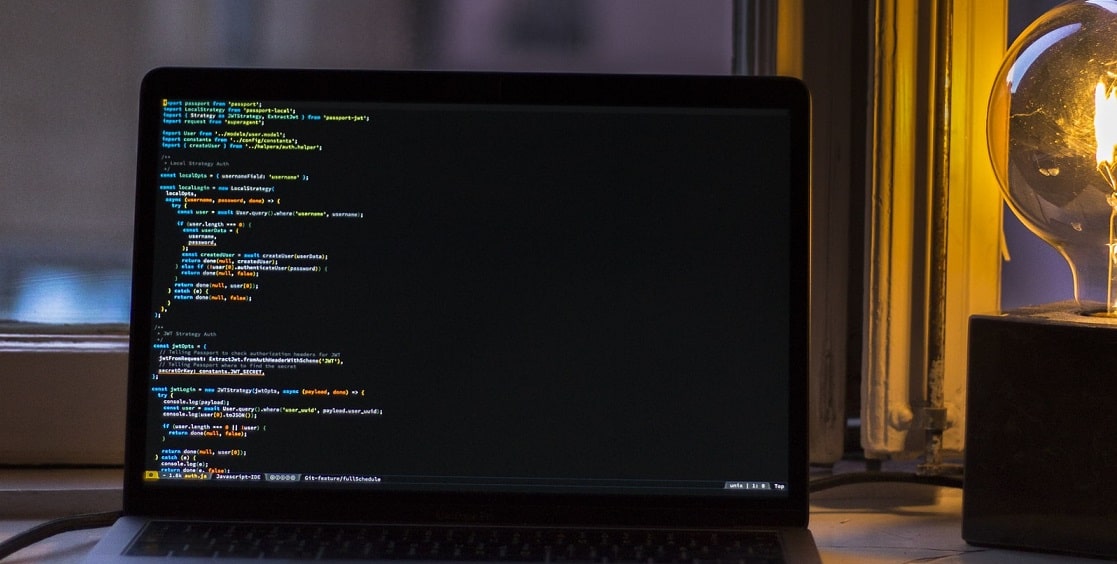 import passport from 'passport';
import LocalStrategy from 'passport-local';
import { Strategy as JWTStrategy, ExtractJwt } from 'passport-jwt';
import request from 'superagent';
import User from '../models/user.model';
import constants from '../config/constants';
import { createUser } from '../helpers/auth.helper';
/**
* Local Strategy Auth
*/
const localOpts = { usernameField: 'username' };
const localLogin = new LocalStrategy(
localOpts,
async (username, password, done) => {
try {
const user = await User.query().where('username', username);
if (user.length === 0) {
const userData = {
username,
password,
};
const createdUser = await createUser(userData);
return done(null, createdUser);
} else if (!user[0].authenticateUser(password)) {
return done(null, false);
}
return done(null, user[0]);
} catch (e) {
return done(null, false);
}
},
);
/**
* JWT Strategy Auth
*/
const jwtOpts = {
// Telling Passport to check authorization headers for JWT
jwtFromRequest: ExtractJwt.fromAuthHeaderWithScheme('JWT'),
// Telling Passport where to find the secret
secretOrKey: constants.JWT_SECRET,
};
const jwtLogin = new JWTStrategy(jwtOpts, async (payload, done) => {
try {
console.log(payload);
const user = await User.query().where('user_uuid', payload.user_uuid);
console.log(user[0].toJSON());
if (user.length === 0 || !user) {
return done(null, false);
}
return done(null, user[0]);
} catch (e) {
console.log(e);
return done(e, false);
- 1.8k auth.js Javascript-IDE Git-feature/fullSchedule unix | 1: 0 Top